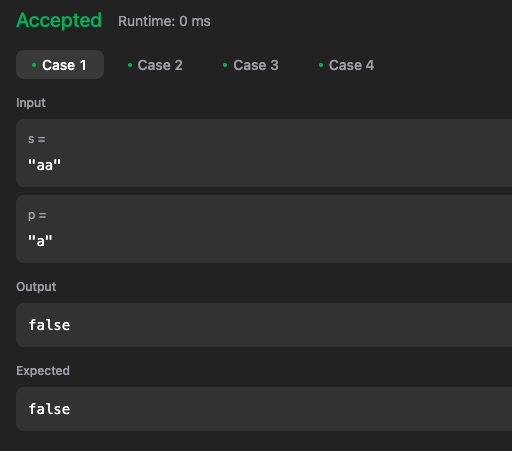 Accepted Runtime: 0 ms
Case 1 Case 2 Case 3 Case 4
Input
s =
"aa"
p =
"a"
Output
false
Expected
false